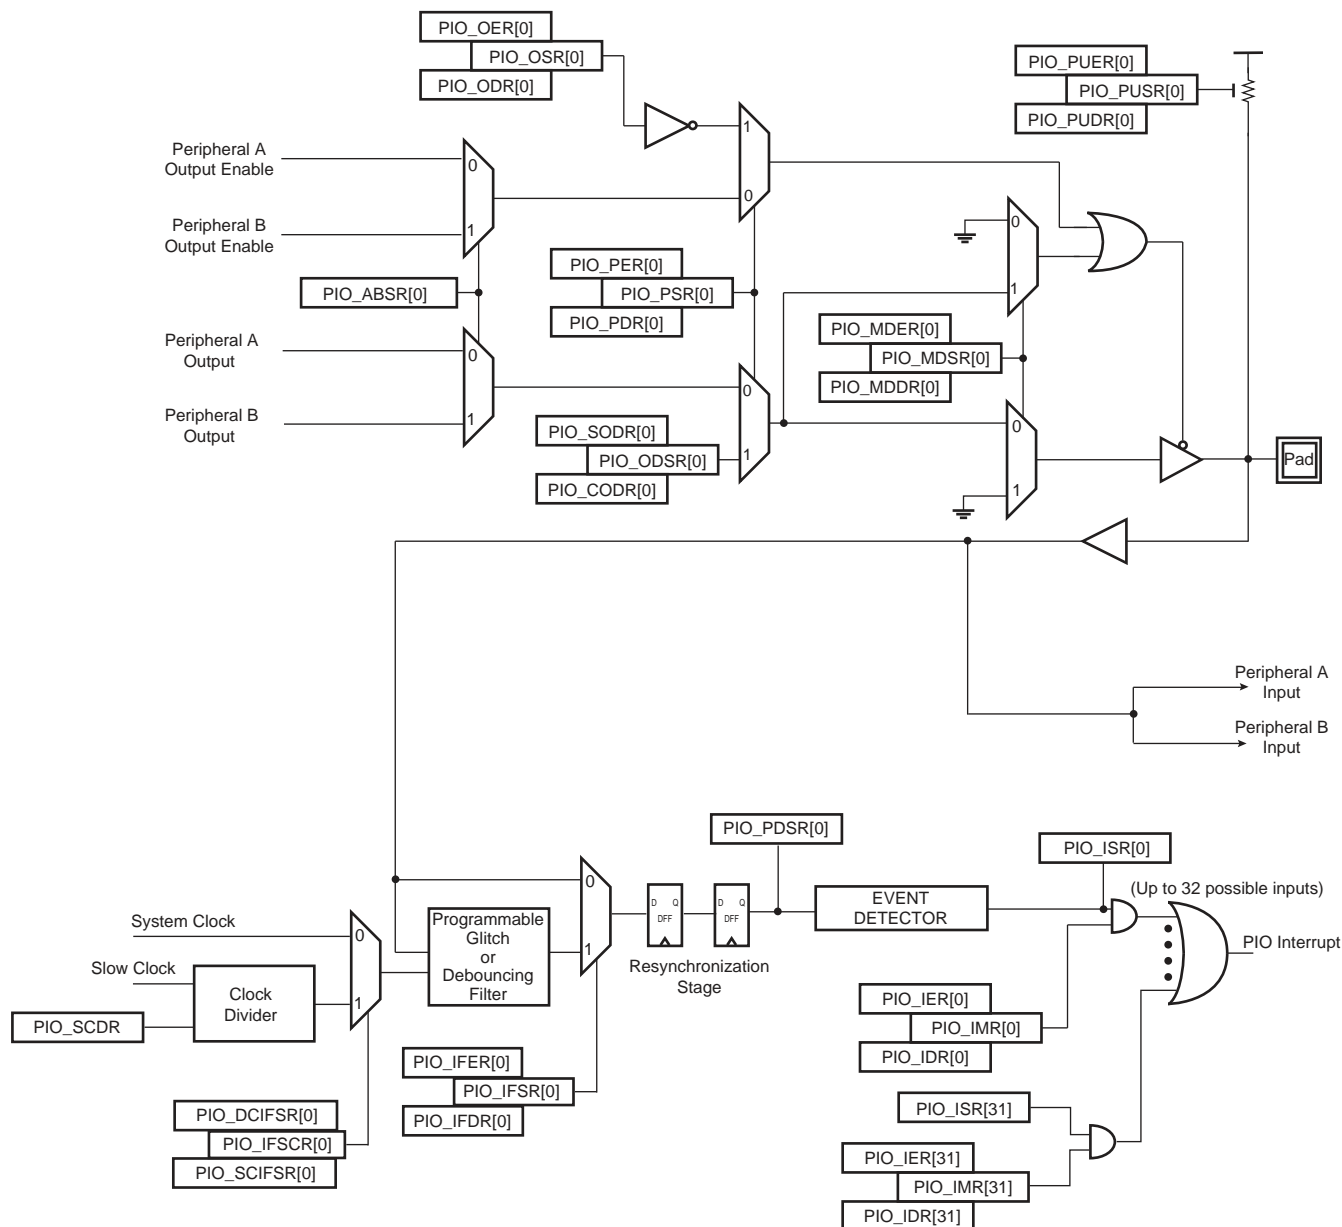 PIO_OER[0]
PIO_OSR[0]
PIO_ODR[0]
PIO_PUER[0]
PIO_PUSR[0]
PIO_PUDR[0]
1
0
Peripheral A
Output Enable
0
Peripheral B
Output Enable
1
0
1
PIO_PER[0]
PIO_PSR[0]
PIO_PDR[0]
PIO_ABSR[0]
Peripheral A
Output
0
Peripheral B
Output
1
PIO_MDER[0]
PIO_MDSR[0]
PIO_MDDR[0]
0
1
PIO_SODR[0]
PIO_ODSR[0]
PIO_CODR[0]
0
1
Pad
Peripheral A
Input
Peripheral B
Input
PIO_PDSR[0]
PIO_ISR[0]
(Up to 32 possible inputs)
EVENT
DETECTOR
PIO Interrupt
0
1
D Q
DFF
D Q
DFF
Resynchronization
Stage
Programmable
Glitch
or
Debouncing
Filter
System Clock
0
Slow Clock
1
Clock
Divider
PIO_SCDR
PIO_IER[0]
PIO_IMR[0]
PIO_IDR[0]
PIO_IFER[0]
PIO_IFSR[0]
PIO_IFDR[0]
PIO_DCIFSR[0]
PIO_IFSCR[0]
PIO_SCIFSR[0]
PIO_ISR[31]
PIO_IER[31]
PIO_IMR[31]
PIO_IDR[31]